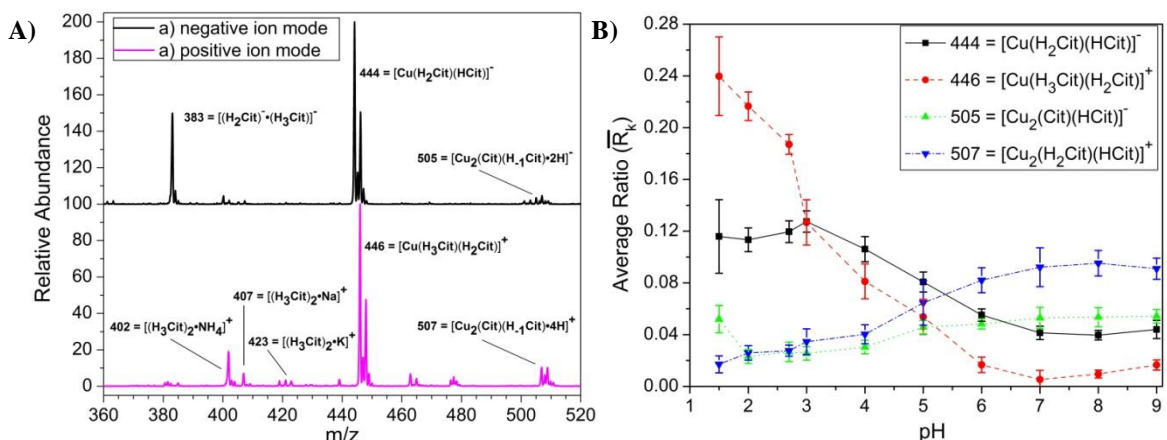 A)
a) negative ion mode
a) positive ion mode
444 = [Cu(H₂Cit)(HCit)]⁻
383 = [(H₂Cit)⁻•(H₃Cit)]⁻
505 = [Cu₂(Cit)(H₋₁Cit)•2H]⁻
446 = [Cu(H₃Cit)(H₂Cit)]⁺
407 = [(H₃Cit)₂•Na]⁺
402 = [(H₃Cit)₂•NH₄]⁺
423 = [(H₃Cit)₂•K]⁺
507 = [Cu₂(Cit)(H₋₁Cit)•4H]⁺
Relative Abundance
200
180
160
140
120
100
80
60
40
20
0
360 380 400 420 440 460 480 500 520
m/z
B)
444 = [Cu(H₂Cit)(HCit)]⁻
446 = [Cu(H₃Cit)(H₂Cit)]⁺
505 = [Cu₂(Cit)(HCit)]⁻
507 = [Cu₂(H₂Cit)(HCit)]⁺
Average Ratio (R̅ₖ)
0.28
0.24
0.20
0.16
0.12
0.08
0.04
0.00
1 2 3 4 5 6 7 8 9
pH